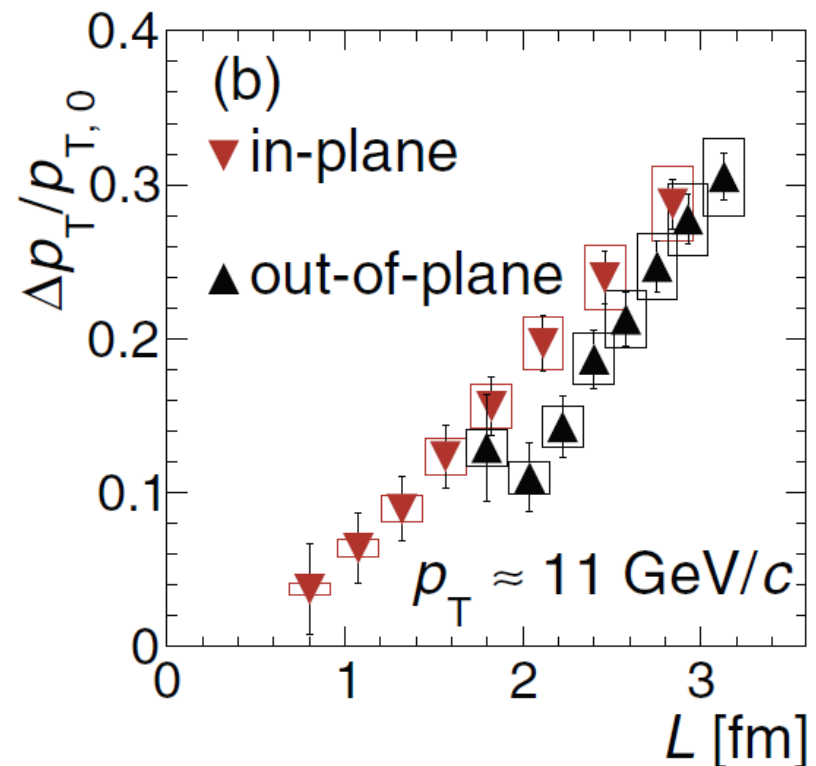 (b)
in-plane
out-of-plane
p_T ≈ 11 GeV/c
Δp_T/p_T, 0
0.4
0.3
0.2
0.1
0
0 1 2 3
L [fm]